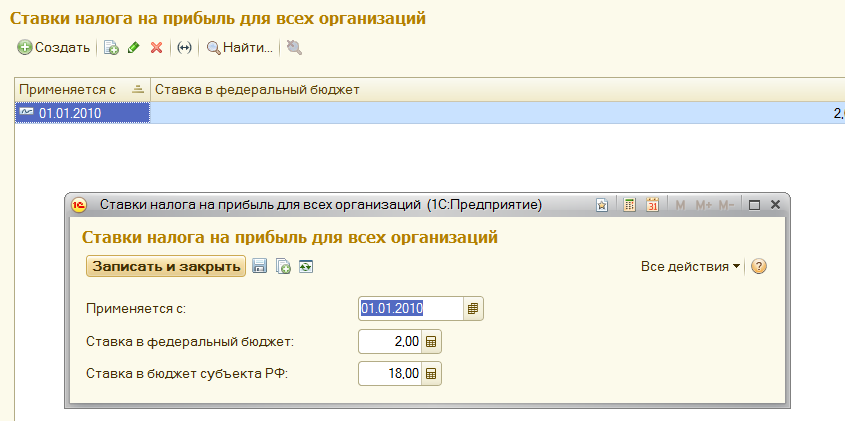 Ставки налога на прибыль для всех организаций
Создать Найти...
Применяется с Ставка в федеральный бюджет
01.01.2010 2,
1С Ставки налога на прибыль для всех организаций (1С:Предприятие) 31 M M+ M-
Ставки налога на прибыль для всех организаций
Записать и закрыть Все действия ?
Применяется с: 01.01.2010
Ставка в федеральный бюджет: 2,00
Ставка в бюджет субъекта РФ: 18,00